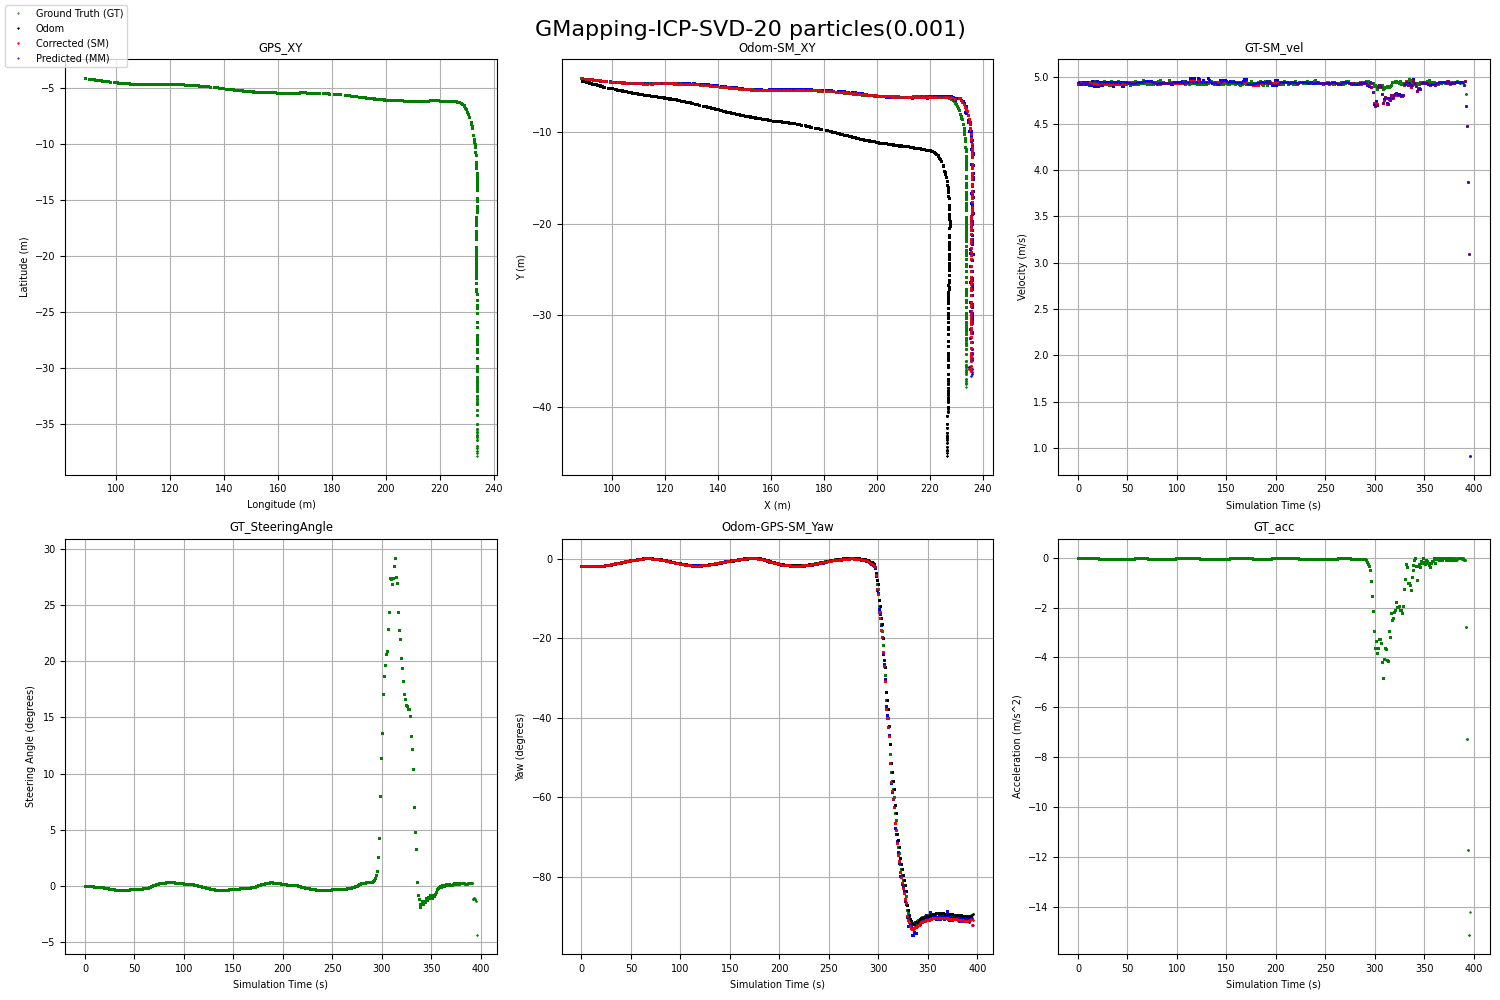 GMapping-ICP-SVD-20 particles(0.001)
Ground Truth (GT)
Odom
Corrected (SM)
Predicted (MM)
GPS_XY
−5
−10
−15
−20
−25
−30
−35
Latitude (m)
100 120 140 160 180 200 220 240
Longitude (m)
Odom-SM_XY
−10
−20
−30
−40
Y (m)
100 120 140 160 180 200 220 240
X (m)
GT-SM_vel
5.0
4.5
4.0
3.5
3.0
2.5
2.0
1.5
1.0
Velocity (m/s)
0 50 100 150 200 250 300 350 400
Simulation Time (s)
GT_SteeringAngle
30
25
20
15
10
5
0
−5
Steering Angle (degrees)
0 50 100 150 200 250 300 350 400
Simulation Time (s)
Odom-GPS-SM_Yaw
0
−20
−40
−60
−80
Yaw (degrees)
0 50 100 150 200 250 300 350 400
Simulation Time (s)
GT_acc
0
−2
−4
−6
−8
−10
−12
−14
Acceleration (m/s^2)
0 50 100 150 200 250 300 350 400
Simulation Time (s)